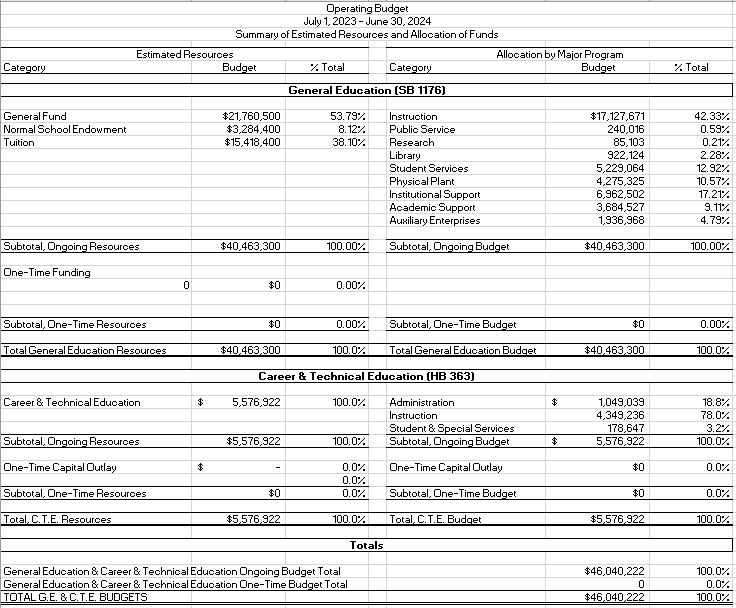 Operating Budget
July 1, 2023 - June 30, 2024
Summary of Estimated Resources and Allocation of Funds
Estimated Resources Allocation by Major Program
Category Budget % Total Category Budget % Total
General Education (SB 1176)
General Fund $21,760,500 53.79% Instruction $17,127,671 42.33%
Normal School Endowment $3,284,400 8.12% Public Service 240,016 0.59%
Tuition $15,418,400 38.10% Research 85,103 0.21%
Library 922,124 2.28%
Student Services 5,229,064 12.92%
Physical Plant 4,275,325 10.57%
Institutional Support 6,962,502 17.21%
Academic Support 3,684,527 9.11%
Auxiliary Enterprises 1,936,968 4.79%
Subtotal, Ongoing Resources $40,463,300 100.00% Subtotal, Ongoing Budget $40,463,300 100.00%
One-Time Funding
0 $0 0.00%
Subtotal, One-Time Resources $0 0.00% Subtotal, One-Time Budget $0 0.00%
Total General Education Resources $40,463,300 100.0% Total General Education Budget $40,463,300 100.0%
Career & Technical Education (HB 363)
Career & Technical Education $ 5,576,922 100.0% Administration $ 1,049,039 18.8%
Instruction 4,349,236 78.0%
Student & Special Services 178,647 3.2%
Subtotal, Ongoing Resources $5,576,922 100.0% Subtotal, Ongoing Budget $ 5,576,922 100.0%
One-Time Capital Outlay $ - 0.0% One-Time Capital Outlay $0 0.0%
0.0%
Subtotal, One-Time Resources $0 0.0% Subtotal, One-Time Budget $0 0.0%
Total, C.T.E. Resources $5,576,922 100.0% Total, C.T.E. Budget $5,576,922 100.0%
Totals
General Education & Career & Technical Education Ongoing Budget Total $46,040,222 100.0%
General Education & Career & Technical Education One-Time Budget Total 0 0.0%
TOTAL G.E. & C.T.E. BUDGETS $46,040,222 100.0%